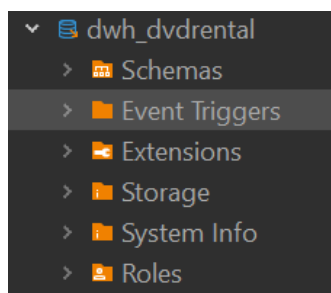 dwh_dvdrental
Schemas
Event Triggers
Extensions
Storage
System Info
Roles